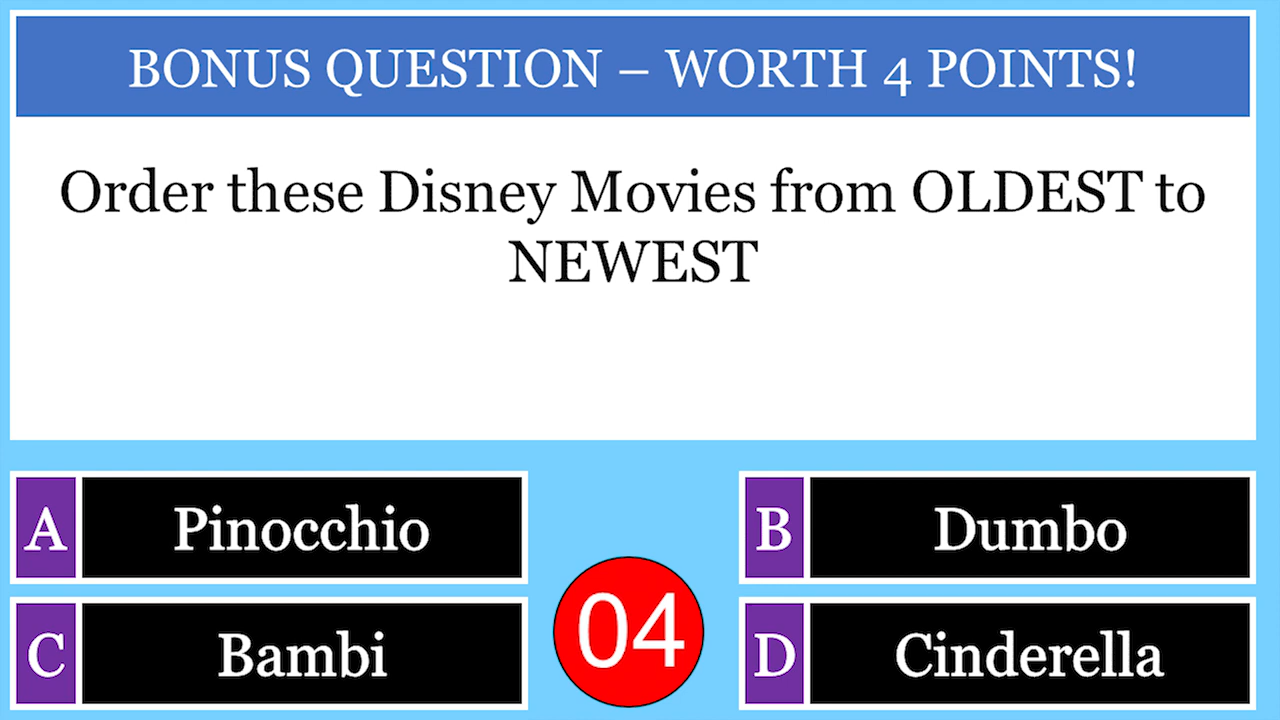 BONUS QUESTION – WORTH 4 POINTS!
Order these Disney Movies from OLDEST to
NEWEST
A Pinocchio
B Dumbo
C Bambi
D Cinderella
04